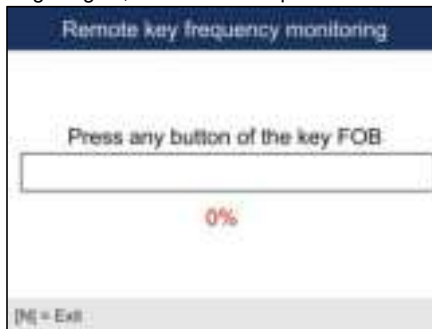 Remote key frequency monitoring
Press any button of the key FOB
0%
[N] = Exit